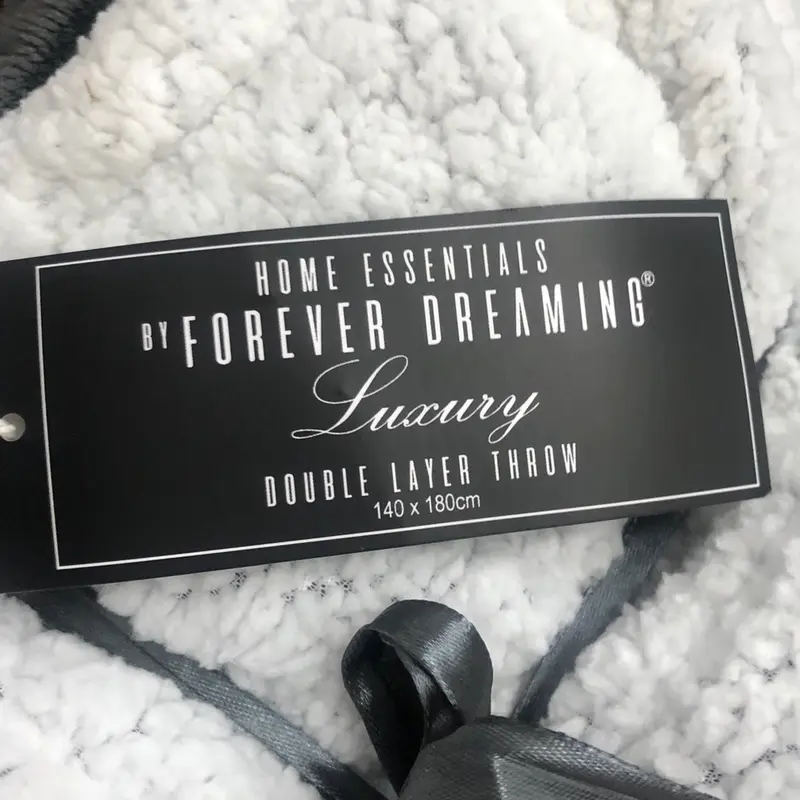 HOME ESSENTIALS
BY FOREVER DREAMING®
Luxury
DOUBLE LAYER THROW
140 x 180cm